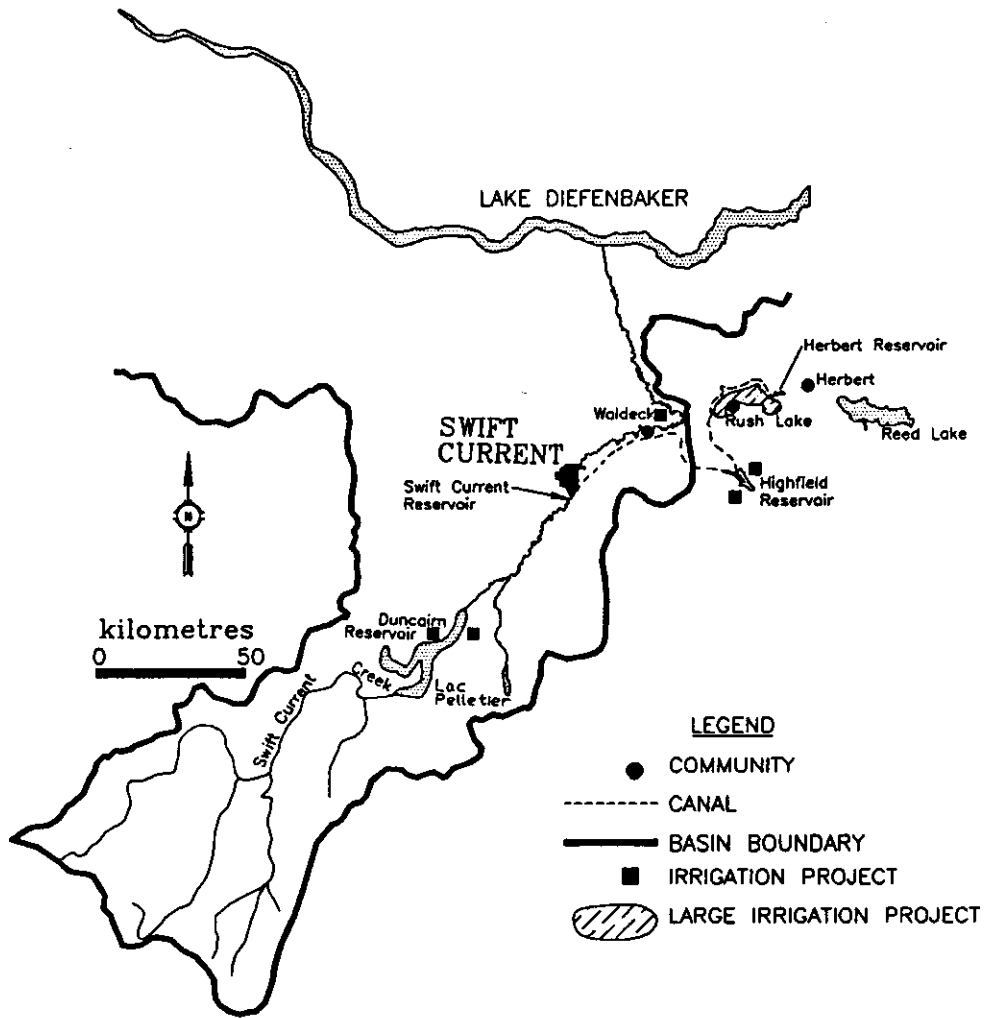 LAKE DIEFENBAKER
Herbert Reservoir
Herbert
Waldeck
Rush Lake
Reed Lake
SWIFT
CURRENT
Swift Current
Reservoir
Highfield
Reservoir
N
Duncairn
Reservoir
kilometres
0 50
Swift Current Creek
Lac
Pelletier
LEGEND
COMMUNITY
CANAL
BASIN BOUNDARY
IRRIGATION PROJECT
LARGE IRRIGATION PROJECT